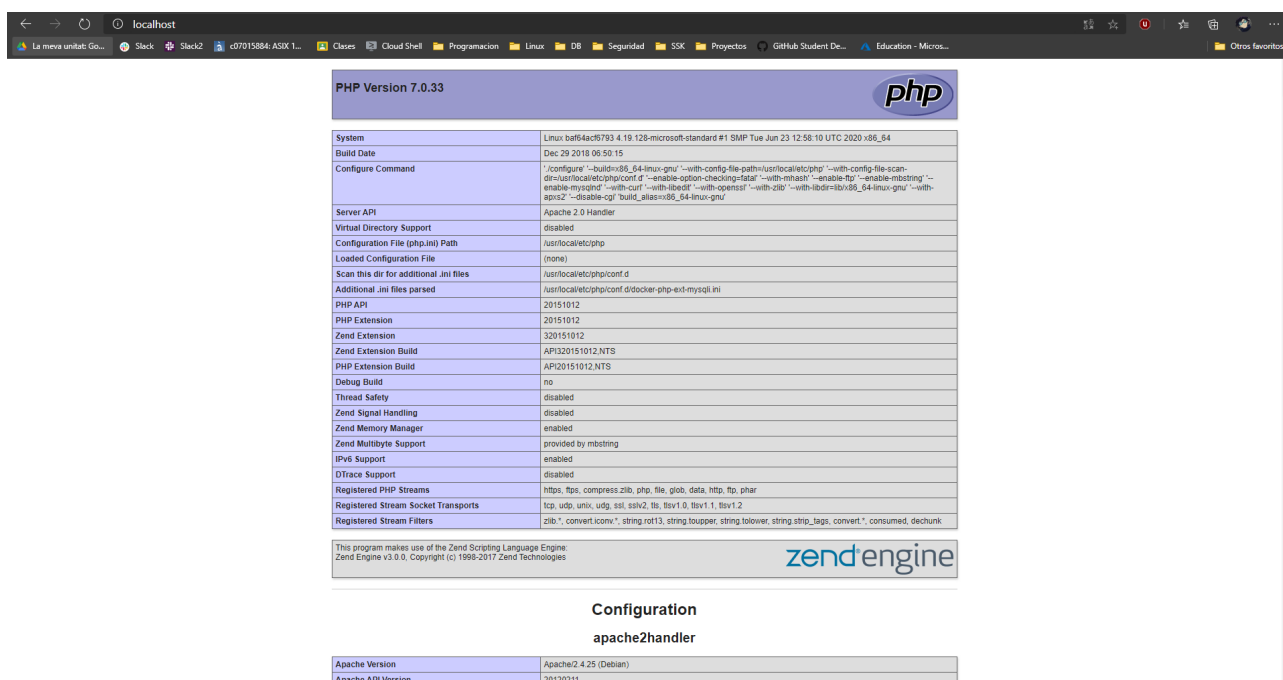 localhost
La meva unitat: Go...
Slack
Slack2
c07015884: ASIX 1...
Clases
Cloud Shell
Programacion
Linux
DB
Seguridad
SSK
Proyectos
GitHub Student De...
Education - Micros...
Otros favoritos
PHP Version 7.0.33
php
System Linux baf64acf6793 4.19.128-microsoft-standard #1 SMP Tue Jun 23 12:58:10 UTC 2020 x86_64
Build Date Dec 29 2018 06:50:15
Configure Command './configure' '--build=x86_64-linux-gnu' '--with-config-file-path=/usr/local/etc/php' '--with-config-file-scan-
dir=/usr/local/etc/php/conf.d' '--enable-option-checking=fatal' '--with-mhash' '--enable-ftp' '--enable-mbstring' '--
enable-mysqlnd' '--with-curl' '--with-libedit' '--with-openssl' '--with-zlib' '--with-libdir=lib/x86_64-linux-gnu' '--with-
apxs2' '--disable-cgi' 'build_alias=x86_64-linux-gnu'
Server API Apache 2.0 Handler
Virtual Directory Support disabled
Configuration File (php.ini) Path /usr/local/etc/php
Loaded Configuration File (none)
Scan this dir for additional .ini files /usr/local/etc/php/conf.d
Additional .ini files parsed /usr/local/etc/php/conf.d/docker-php-ext-mysqli.ini
PHP API 20151012
PHP Extension 20151012
Zend Extension 320151012
Zend Extension Build API320151012,NTS
PHP Extension Build API20151012,NTS
Debug Build no
Thread Safety disabled
Zend Signal Handling disabled
Zend Memory Manager enabled
Zend Multibyte Support provided by mbstring
IPv6 Support enabled
DTrace Support disabled
Registered PHP Streams https, ftps, compress.zlib, php, file, glob, data, http, ftp, phar
Registered Stream Socket Transports tcp, udp, unix, udg, ssl, sslv2, tls, tlsv1.0, tlsv1.1, tlsv1.2
Registered Stream Filters zlib.*, convert.iconv.*, string.rot13, string.toupper, string.tolower, string.strip_tags, convert.*, consumed, dechunk
This program makes use of the Zend Scripting Language Engine:
Zend Engine v3.0.0, Copyright (c) 1998-2017 Zend Technologies
zend engine
Configuration
apache2handler
Apache Version Apache/2.4.25 (Debian)
Apache API Version 20120211